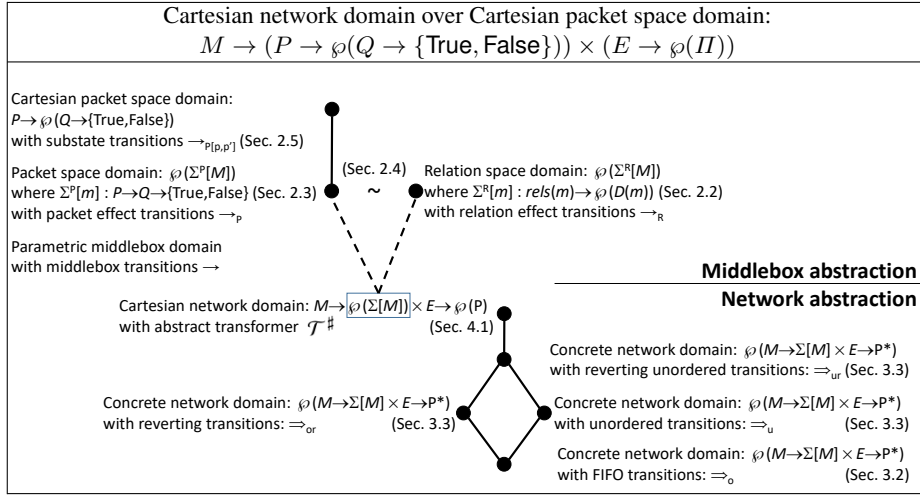 Cartesian network domain over Cartesian packet space domain:
M → (P → ℘(Q → {True, False})) × (E → ℘(Π))
Cartesian packet space domain:
P→℘(Q→{True,False})
with substate transitions →P[p,p'] (Sec. 2.5)
Packet space domain: ℘(Σᴾ[M])
where Σᴾ[m] : P→Q→{True,False} (Sec. 2.3)
with packet effect transitions →P
(Sec. 2.4)
~
Relation space domain: ℘(Σᴿ[M])
where Σᴿ[m] : rels(m)→℘(D(m)) (Sec. 2.2)
with relation effect transitions →R
Parametric middlebox domain
with middlebox transitions →
Middlebox abstraction
Network abstraction
Cartesian network domain: M→℘(Σ[M]) × E→℘(P)
with abstract transformer 𝒯♯ (Sec. 4.1)
Concrete network domain: ℘(M→Σ[M] × E→P*)
with reverting unordered transitions: ⇒ur (Sec. 3.3)
Concrete network domain: ℘(M→Σ[M] × E→P*)
with reverting transitions: ⇒or (Sec. 3.3)
Concrete network domain: ℘(M→Σ[M] × E→P*)
with unordered transitions: ⇒u (Sec. 3.3)
Concrete network domain: ℘(M→Σ[M] × E→P*)
with FIFO transitions: ⇒o (Sec. 3.2)